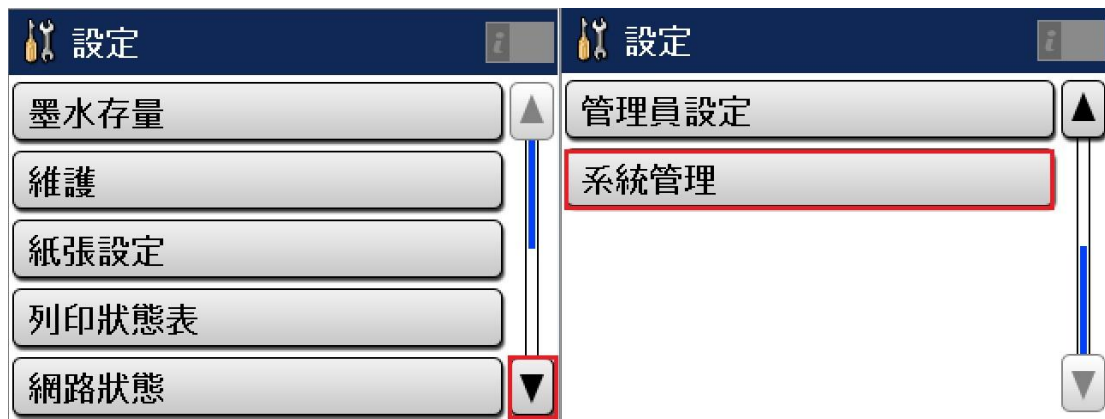 設定
墨水存量
維護
紙張設定
列印狀態表
網路狀態
設定
管理員設定
系統管理